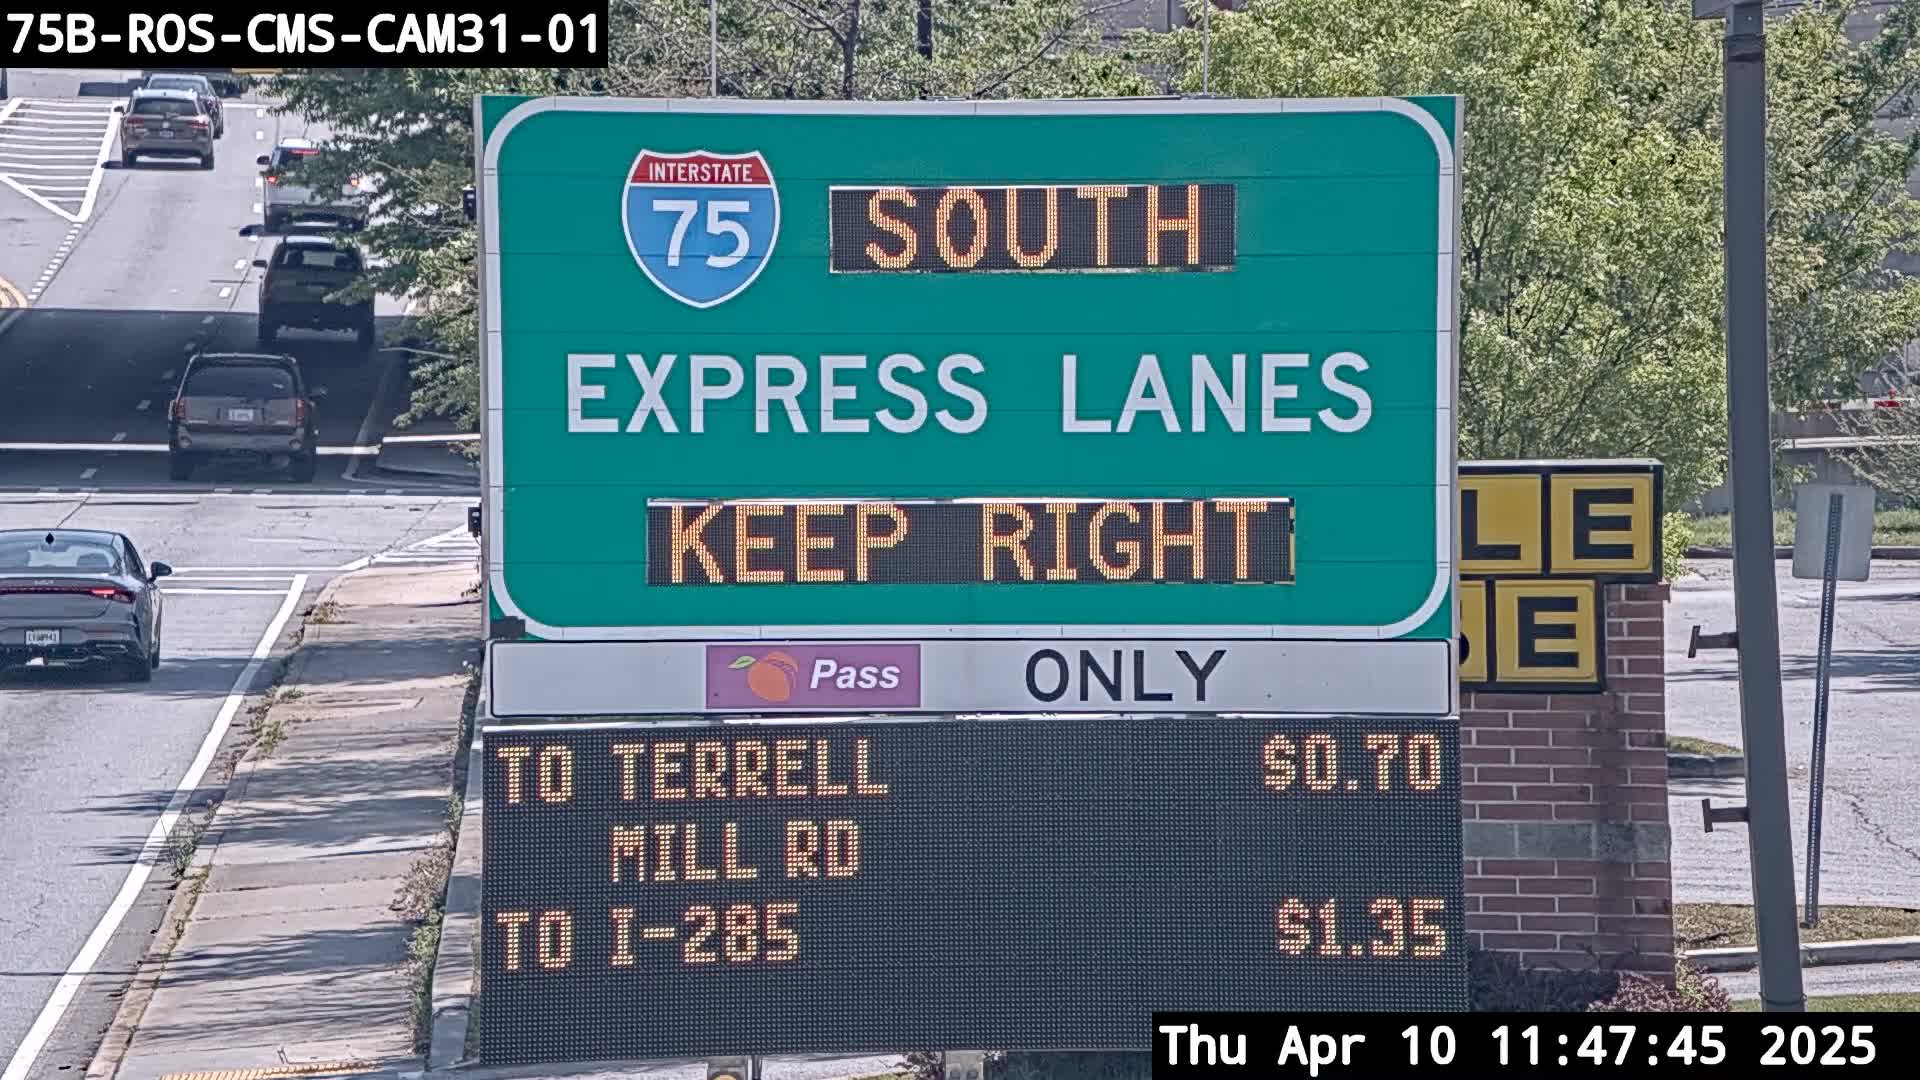 75B-ROS-CMS-CAM31-01
INTERSTATE
75
SOUTH
EXPRESS LANES
KEEP RIGHT
Pass ONLY
TO TERRELL $0.70
MILL RD
TO I-285 $1.35
LE
E
Thu Apr 10 11:47:45 2025